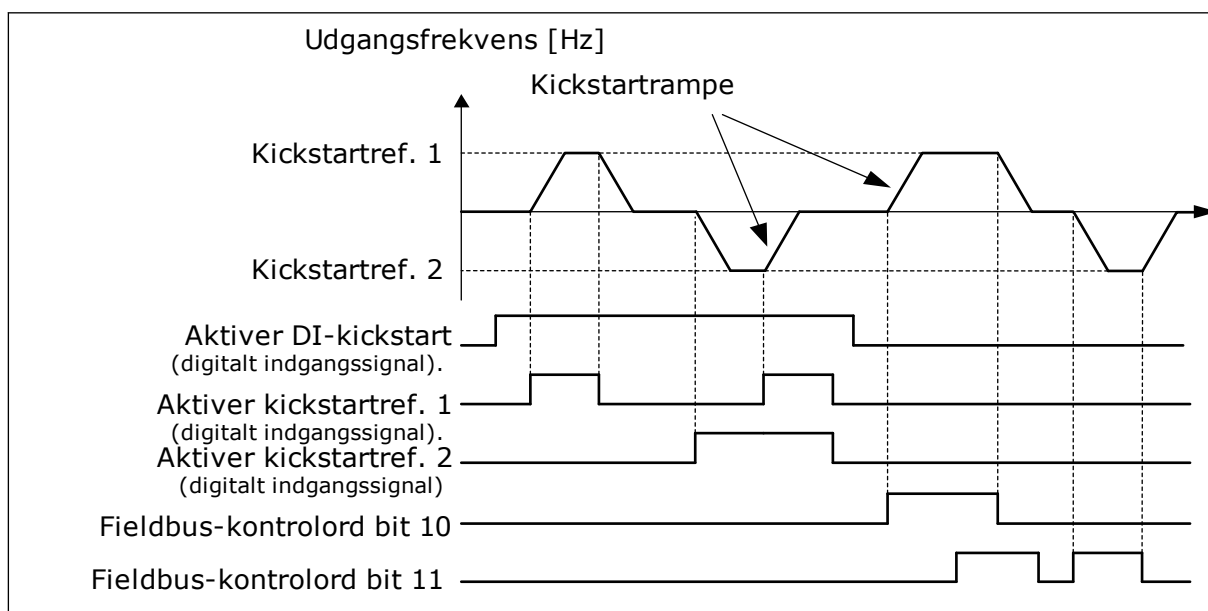 Udgangsfrekvens [Hz]
Kickstartrampe
Kickstartref. 1
Kickstartref. 2
Aktiver DI-kickstart
(digitalt indgangssignal).
Aktiver kickstartref. 1
(digitalt indgangssignal).
Aktiver kickstartref. 2
(digitalt indgangssignal)
Fieldbus-kontrolord bit 10
Fieldbus-kontrolord bit 11